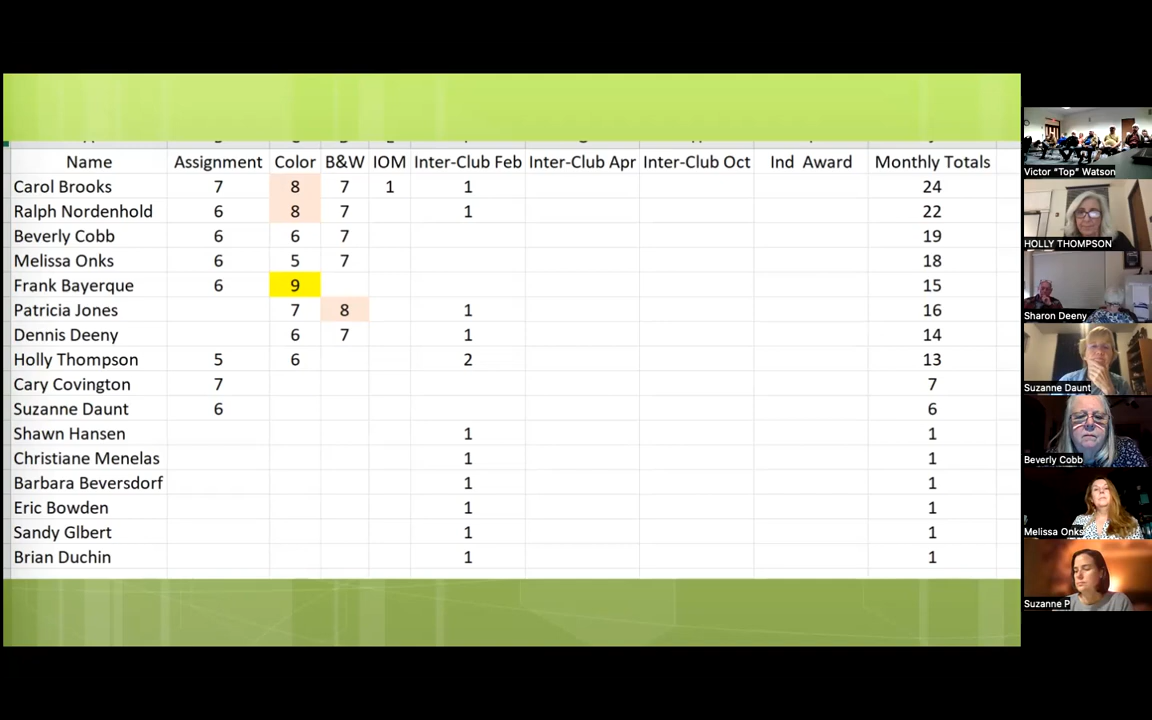 Name Assignment Color B&W IOM Inter-Club Feb Inter-Club Apr Inter-Club Oct Ind Award Monthly Totals
Carol Brooks 7 8 7 1 1 24
Ralph Nordenhold 6 8 7 1 22
Beverly Cobb 6 6 7 19
Melissa Onks 6 5 7 18
Frank Bayerque 6 9 15
Patricia Jones 7 8 1 16
Dennis Deeny 6 7 1 14
Holly Thompson 5 6 2 13
Cary Covington 7 7
Suzanne Daunt 6 6
Shawn Hansen 1 1
Christiane Menelas 1 1
Barbara Beversdorf 1 1
Eric Bowden 1 1
Sandy Glbert 1 1
Brian Duchin 1 1
Victor "Top" Watson
HOLLY THOMPSON
Sharon Deeny
Suzanne Daunt
Beverly Cobb
Melissa Onks
Suzanne P